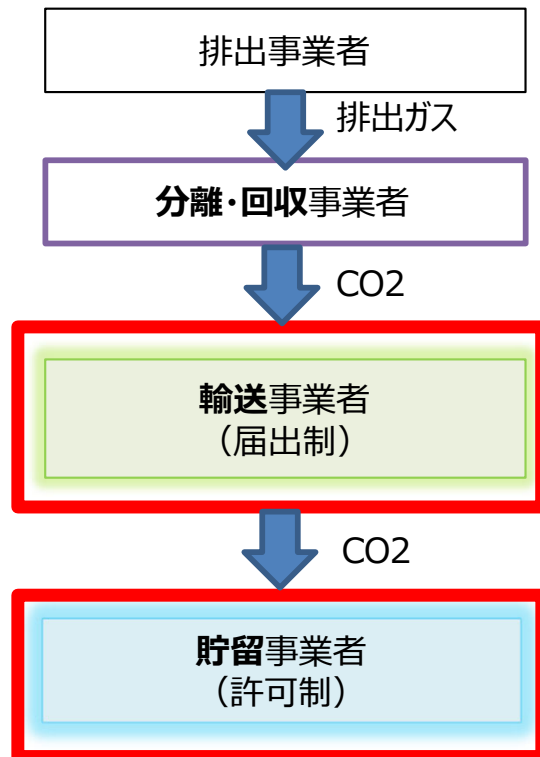 排出事業者
排出ガス
分離・回収事業者
CO2
輸送事業者
（届出制）
CO2
貯留事業者
（許可制）